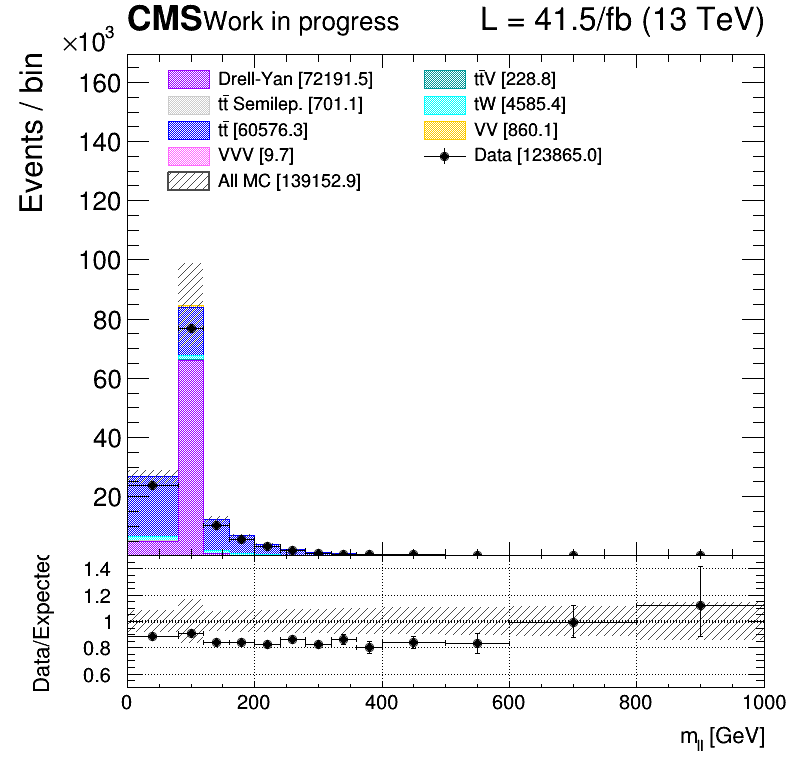 CMS Work in progress L = 41.5/fb (13 TeV)
×10³
Events / bin
Drell-Yan [72191.5]
tt̄ Semilep. [701.1]
tt̄ [60576.3]
VVV [9.7]
All MC [139152.9]
tt̄V [228.8]
tW [4585.4]
VV [860.1]
Data [123865.0]
160
140
120
100
80
60
40
20
Data/Expected
1.4
1.2
1
0.8
0.6
0 200 400 600 800 1000
m_ll [GeV]